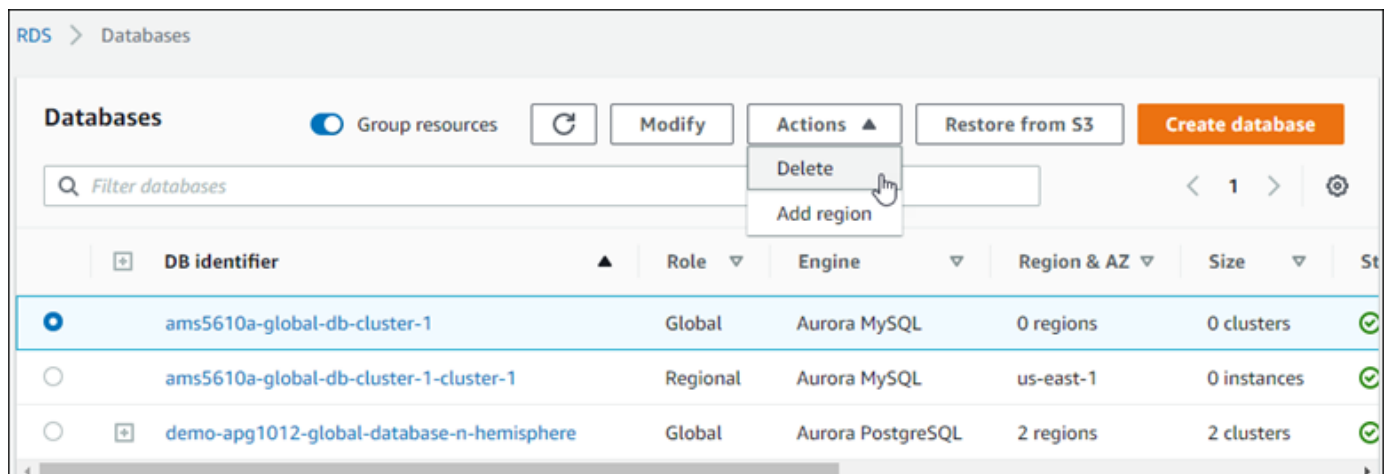 RDS > Databases
Databases Group resources Modify Actions ▲ Restore from S3 Create database
Delete
Filter databases < 1 >
Add region
DB identifier ▲ Role ▽ Engine ▽ Region & AZ ▽ Size ▽ St
ams5610a-global-db-cluster-1 Global Aurora MySQL 0 regions 0 clusters
ams5610a-global-db-cluster-1-cluster-1 Regional Aurora MySQL us-east-1 0 instances
demo-apg1012-global-database-n-hemisphere Global Aurora PostgreSQL 2 regions 2 clusters